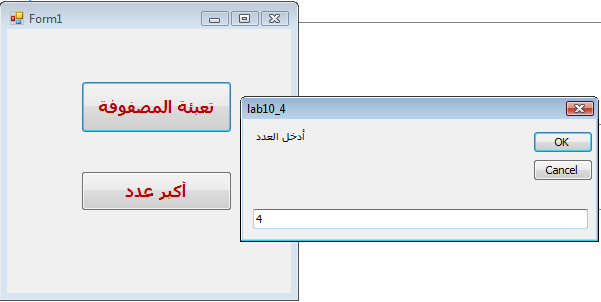 Form1
تعبئة المصفوفة
أكبر عدد
lab10_4
أدخل العدد
OK
Cancel
4